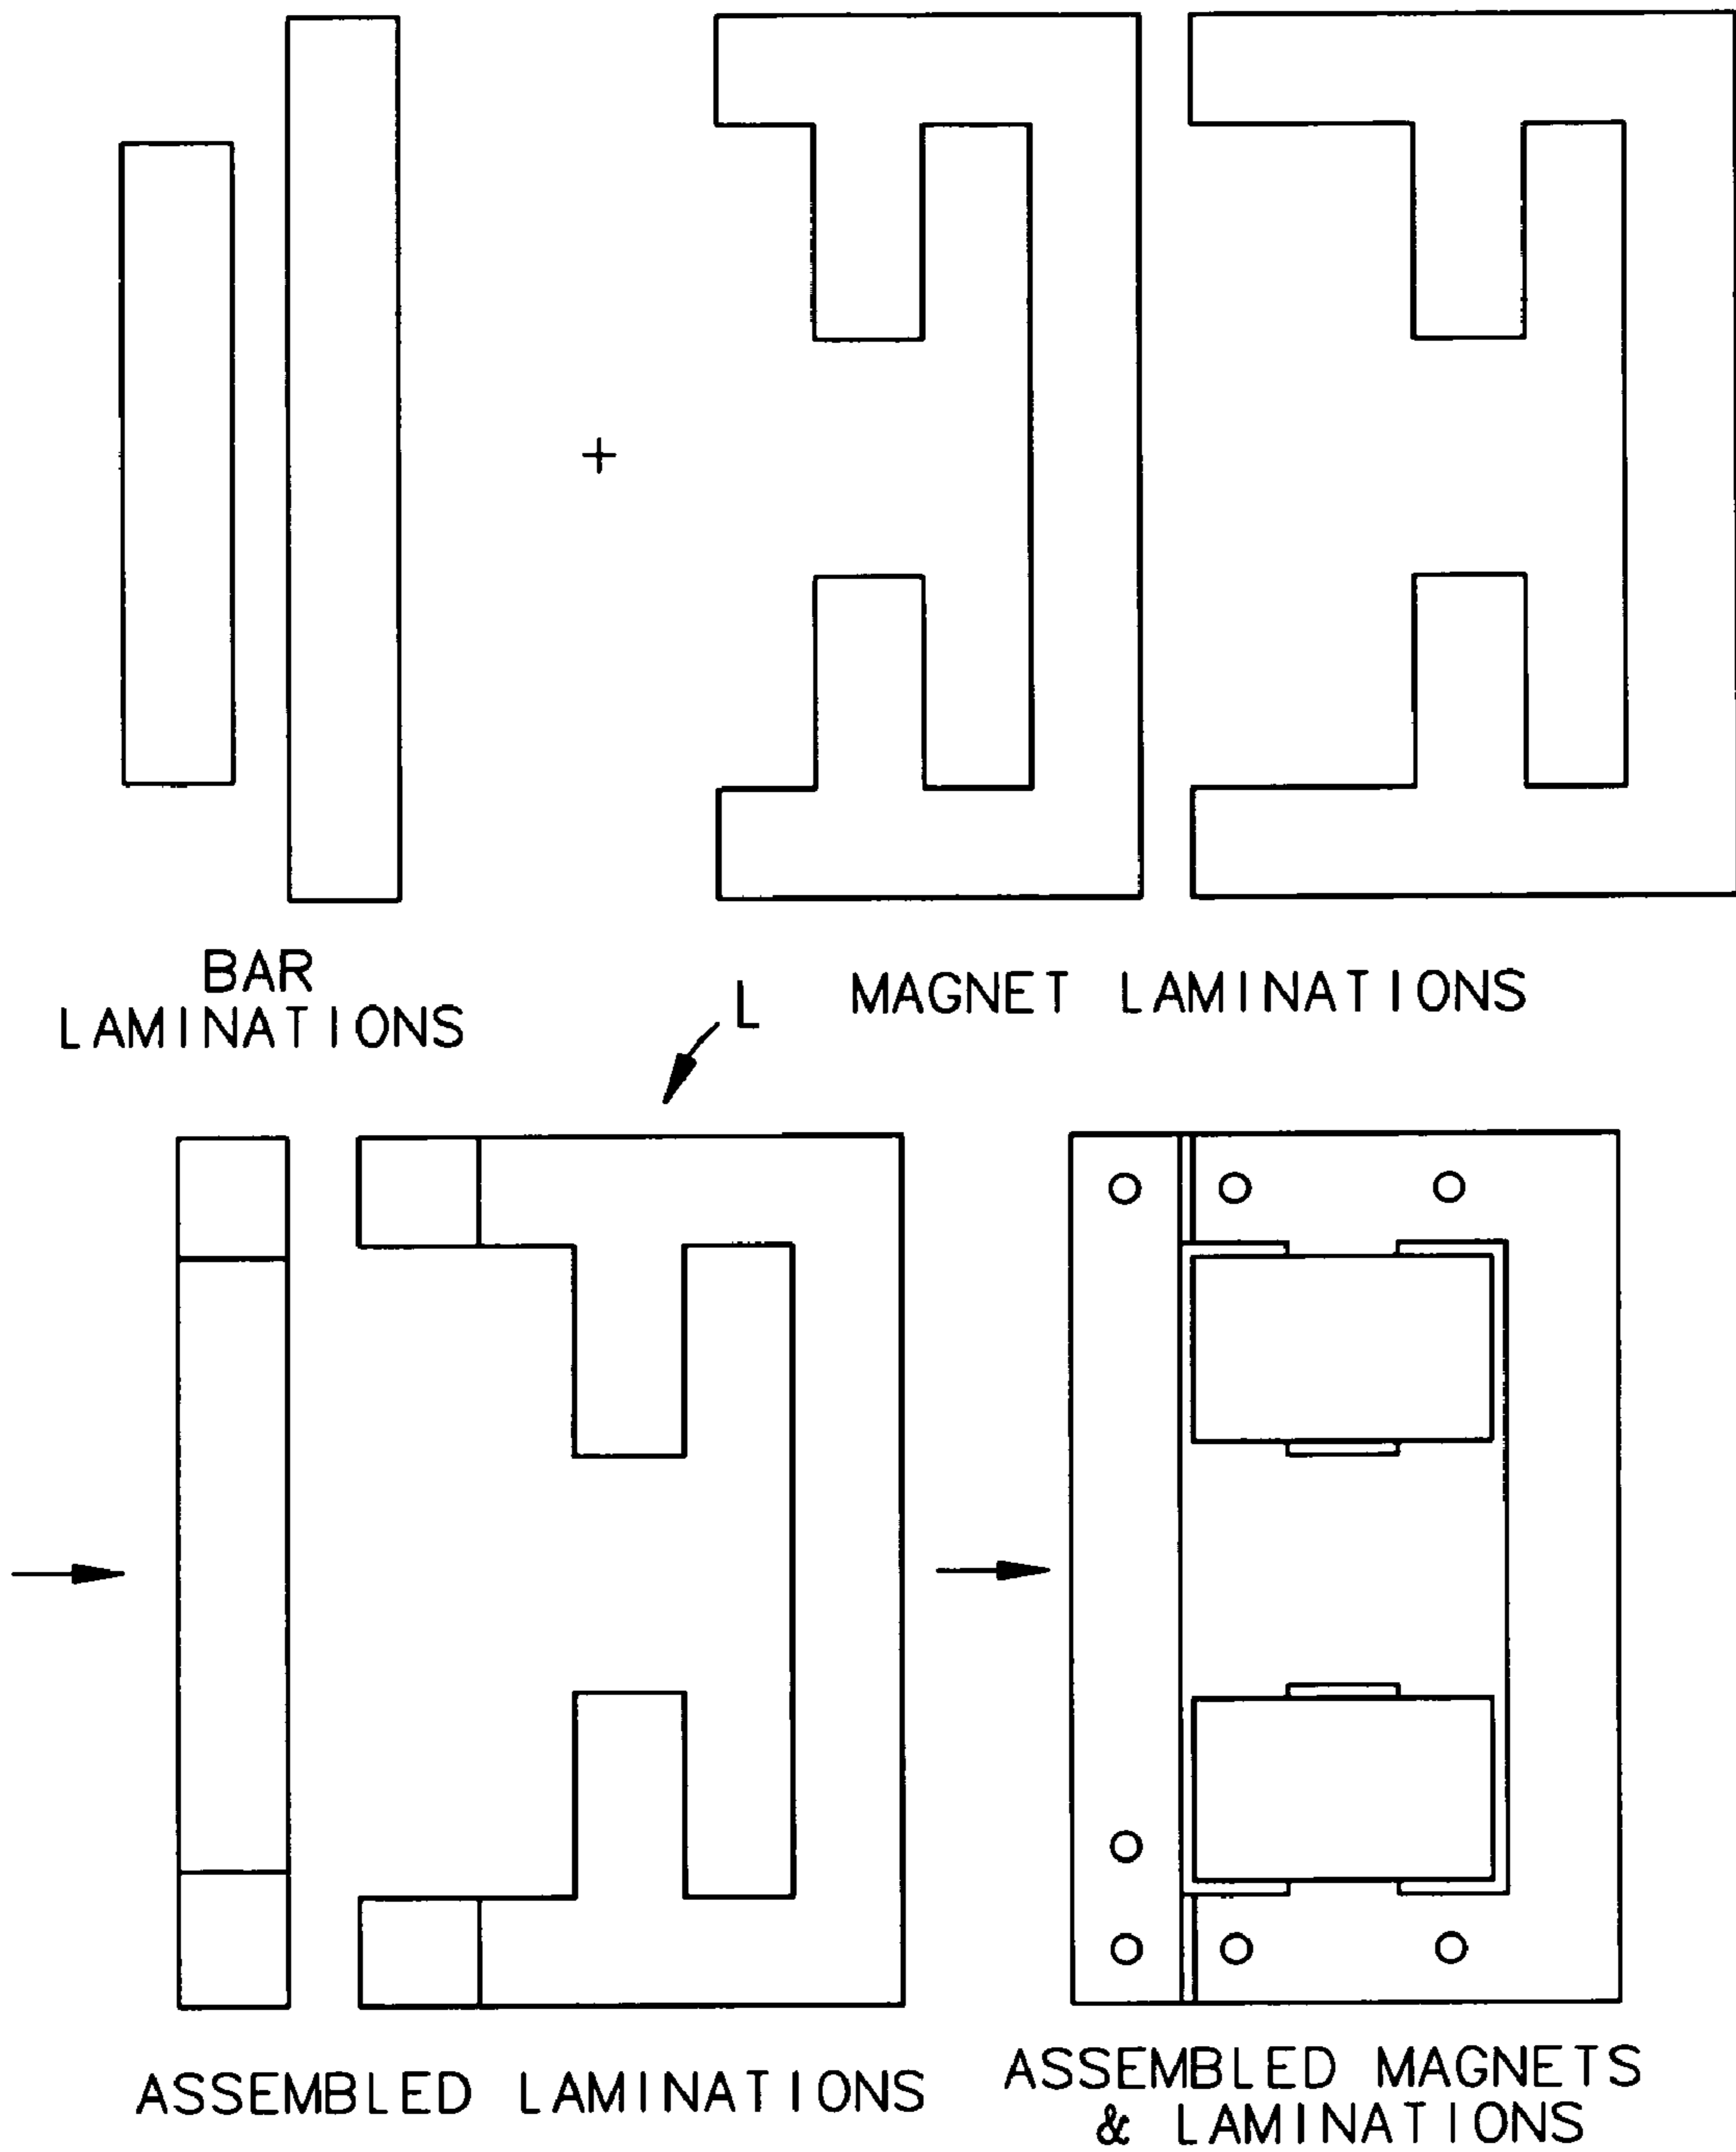 BAR
LAMINATIONS
MAGNET LAMINATIONS
L
ASSEMBLED LAMINATIONS
ASSEMBLED MAGNETS
& LAMINATIONS